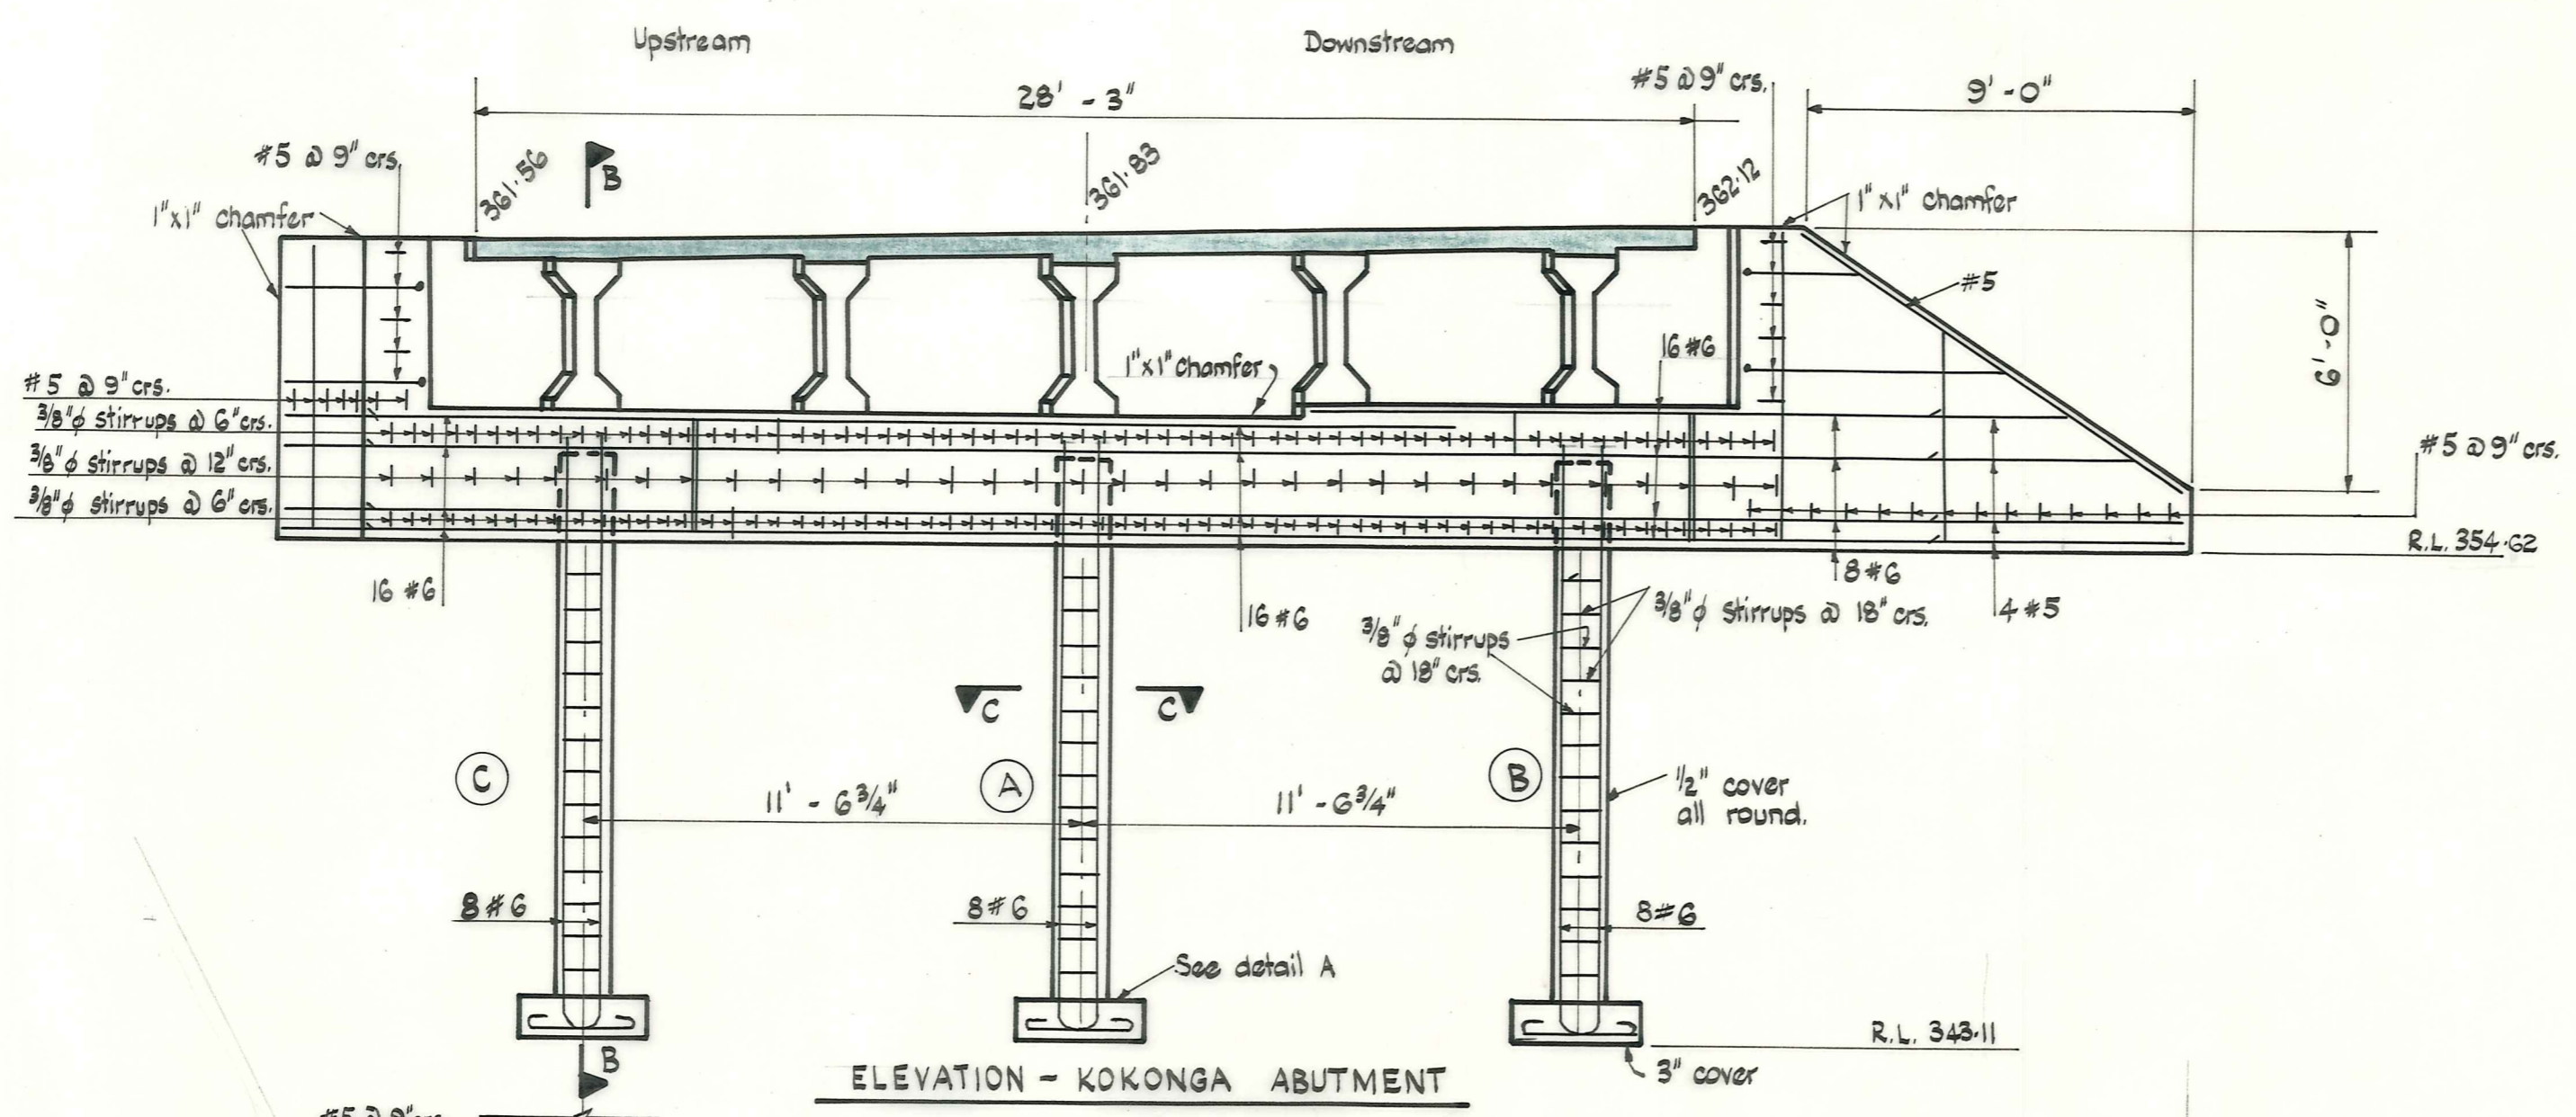 Upstream
Downstream
28' - 3"
#5 @ 9" crs.
9' - 0"
#5 @ 9" crs.
361·56
B
361·83
362·12
1"x1" chamfer
1"x1" chamfer
#5
6' - 0"
1"x1" chamfer
16 #6
#5 @ 9" crs.
3/8"ϕ stirrups @ 6" crs.
3/8"ϕ stirrups @ 12" crs.
3/8"ϕ stirrups @ 6" crs.
#5 @ 9" crs.
R.L. 354·62
16 #6
16 #6
8 #6
4 #5
3/8"ϕ stirrups @ 18" crs.
3/8"ϕ stirrups
@ 18" crs.
C
C
C
A
B
11' - 6 3/4"
11' - 6 3/4"
1/2" cover
all round.
8 #6
8 #6
8 #6
See detail A
R.L. 343·11
3" cover
B
ELEVATION - KOKONGA ABUTMENT
#5 @ 9" crs.